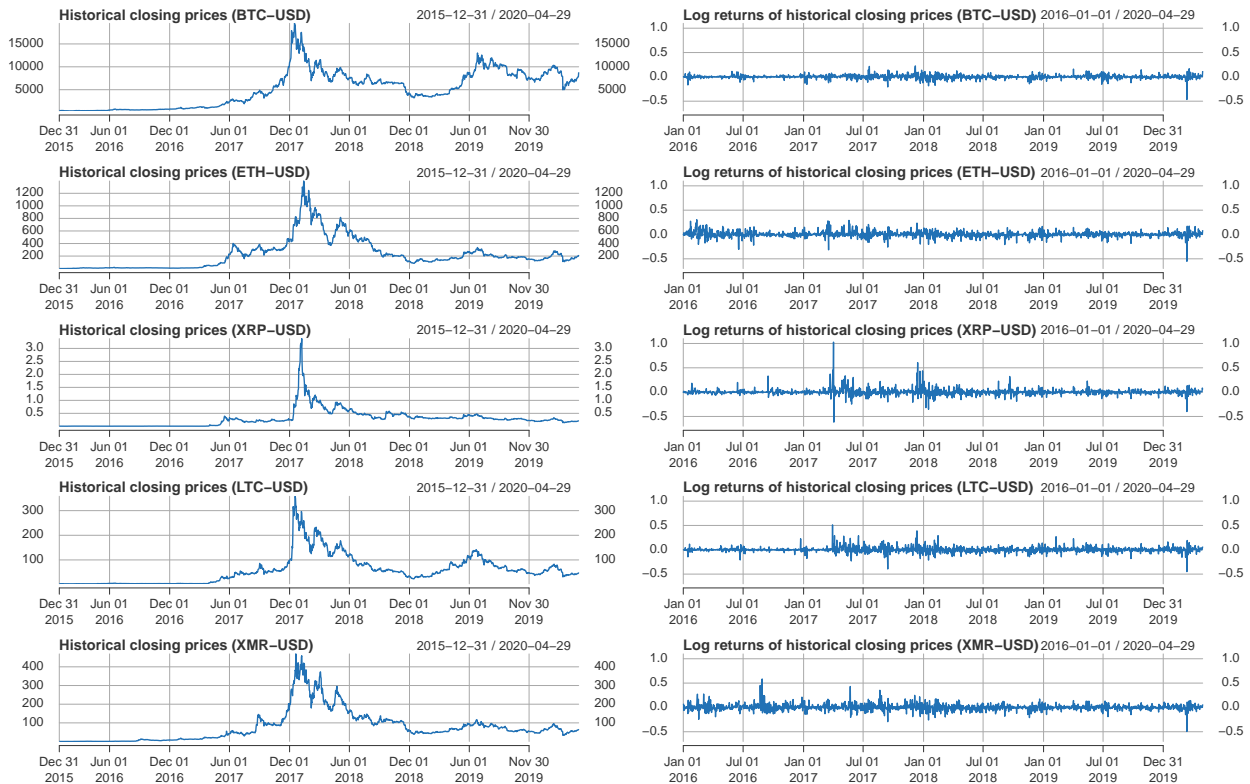 Historical closing prices (BTC−USD) 2015−12−31 / 2020−04−29
15000 15000
10000 10000
5000 5000
Dec 31 Jun 01 Dec 01 Jun 01 Dec 01 Jun 01 Dec 01 Jun 01 Nov 30
2015 2016 2016 2017 2017 2018 2018 2019 2019
Log returns of historical closing prices (BTC−USD) 2016−01−01 / 2020−04−29
1.0 1.0
0.5 0.5
0.0 0.0
−0.5 −0.5
Jan 01 Jul 01 Jan 01 Jul 01 Jan 01 Jul 01 Jan 01 Jul 01 Dec 31
2016 2016 2017 2017 2018 2018 2019 2019 2019
Historical closing prices (ETH−USD) 2015−12−31 / 2020−04−29
1200 1200
1000 1000
800 800
600 600
400 400
200 200
Dec 31 Jun 01 Dec 01 Jun 01 Dec 01 Jun 01 Dec 01 Jun 01 Nov 30
2015 2016 2016 2017 2017 2018 2018 2019 2019
Log returns of historical closing prices (ETH−USD) 2016−01−01 / 2020−04−29
1.0 1.0
0.5 0.5
0.0 0.0
−0.5 −0.5
Jan 01 Jul 01 Jan 01 Jul 01 Jan 01 Jul 01 Jan 01 Jul 01 Dec 31
2016 2016 2017 2017 2018 2018 2019 2019 2019
Historical closing prices (XRP−USD) 2015−12−31 / 2020−04−29
3.0 3.0
2.5 2.5
2.0 2.0
1.5 1.5
1.0 1.0
0.5 0.5
Dec 31 Jun 01 Dec 01 Jun 01 Dec 01 Jun 01 Dec 01 Jun 01 Nov 30
2015 2016 2016 2017 2017 2018 2018 2019 2019
Log returns of historical closing prices (XRP−USD) 2016−01−01 / 2020−04−29
1.0 1.0
0.5 0.5
0.0 0.0
−0.5 −0.5
Jan 01 Jul 01 Jan 01 Jul 01 Jan 01 Jul 01 Jan 01 Jul 01 Dec 31
2016 2016 2017 2017 2018 2018 2019 2019 2019
Historical closing prices (LTC−USD) 2015−12−31 / 2020−04−29
300 300
200 200
100 100
Dec 31 Jun 01 Dec 01 Jun 01 Dec 01 Jun 01 Dec 01 Jun 01 Nov 30
2015 2016 2016 2017 2017 2018 2018 2019 2019
Log returns of historical closing prices (LTC−USD) 2016−01−01 / 2020−04−29
1.0 1.0
0.5 0.5
0.0 0.0
−0.5 −0.5
Jan 01 Jul 01 Jan 01 Jul 01 Jan 01 Jul 01 Jan 01 Jul 01 Dec 31
2016 2016 2017 2017 2018 2018 2019 2019 2019
Historical closing prices (XMR−USD) 2015−12−31 / 2020−04−29
400 400
300 300
200 200
100 100
Dec 31 Jun 01 Dec 01 Jun 01 Dec 01 Jun 01 Dec 01 Jun 01 Nov 30
2015 2016 2016 2017 2017 2018 2018 2019 2019
Log returns of historical closing prices (XMR−USD) 2016−01−01 / 2020−04−29
1.0 1.0
0.5 0.5
0.0 0.0
−0.5 −0.5
Jan 01 Jul 01 Jan 01 Jul 01 Jan 01 Jul 01 Jan 01 Jul 01 Dec 31
2016 2016 2017 2017 2018 2018 2019 2019 2019